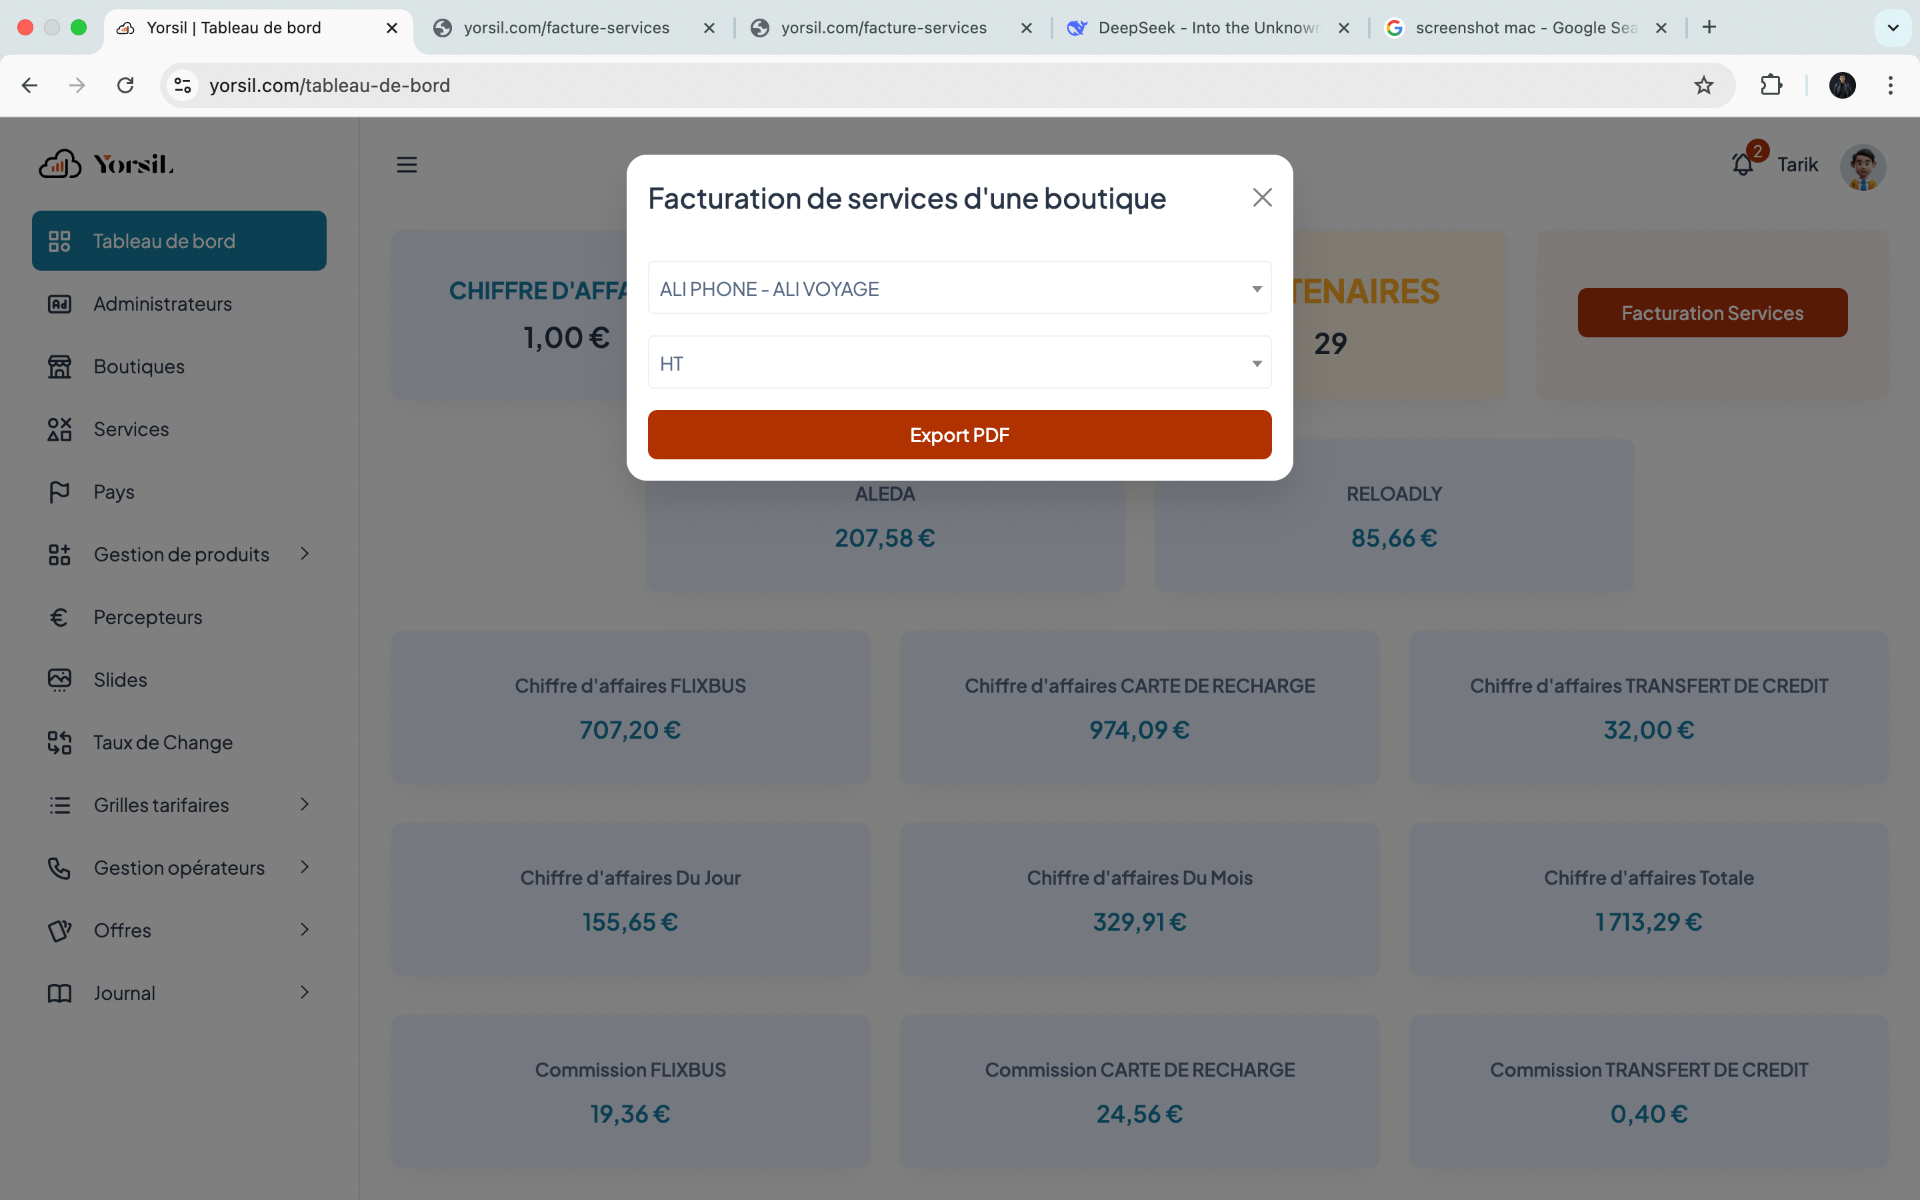 Yorsil | Tableau de bord
yorsil.com/facture-services
yorsil.com/facture-services
DeepSeek - Into the Unknown
screenshot mac - Google Sea
yorsil.com/tableau-de-bord
Yorsil.
2
Tarik
Tableau de bord
Administrateurs
Boutiques
Services
Pays
Gestion de produits
Percepteurs
Slides
Taux de Change
Grilles tarifaires
Gestion opérateurs
Offres
Journal
Facturation de services d'une boutique
ALI PHONE - ALI VOYAGE
HT
Export PDF
CHIFFRE D'AFFA
1,00 €
TENAIRES
29
Facturation Services
ALEDA
207,58 €
RELOADLY
85,66 €
Chiffre d'affaires FLIXBUS
707,20 €
Chiffre d'affaires CARTE DE RECHARGE
974,09 €
Chiffre d'affaires TRANSFERT DE CREDIT
32,00 €
Chiffre d'affaires Du Jour
155,65 €
Chiffre d'affaires Du Mois
329,91 €
Chiffre d'affaires Totale
1 713,29 €
Commission FLIXBUS
19,36 €
Commission CARTE DE RECHARGE
24,56 €
Commission TRANSFERT DE CREDIT
0,40 €